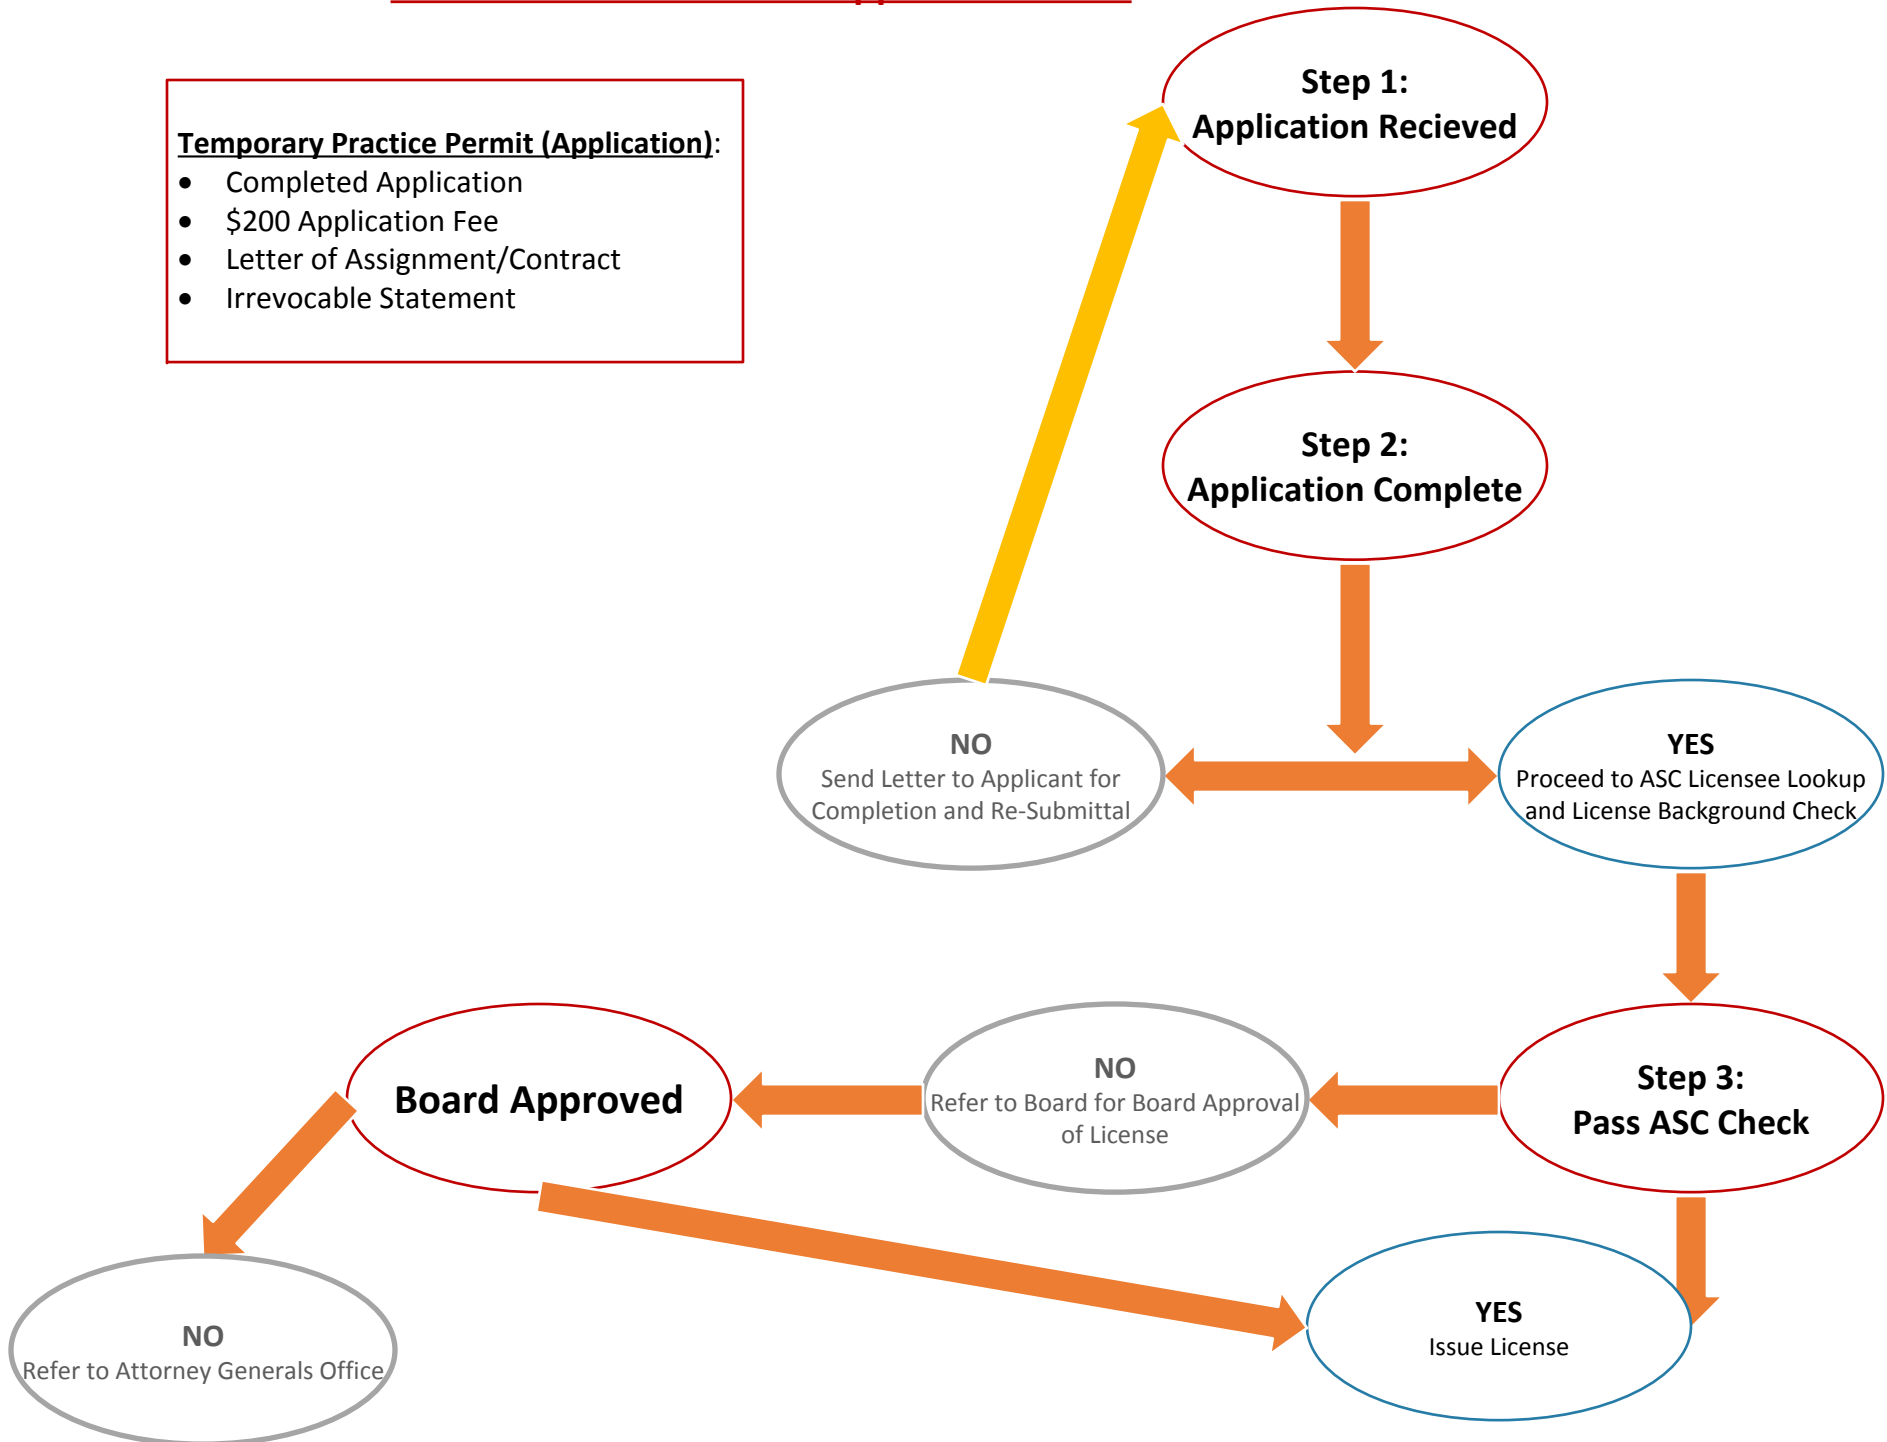 Temporary Practice Permit (Application):
• Completed Application
• $200 Application Fee
• Letter of Assignment/Contract
• Irrevocable Statement
Step 1:
Application Recieved
Step 2:
Application Complete
NO
Send Letter to Applicant for
Completion and Re-Submittal
YES
Proceed to ASC Licensee Lookup
and License Background Check
Step 3:
Pass ASC Check
NO
Refer to Board for Board Approval
of License
Board Approved
NO
Refer to Attorney Generals Office
YES
Issue License